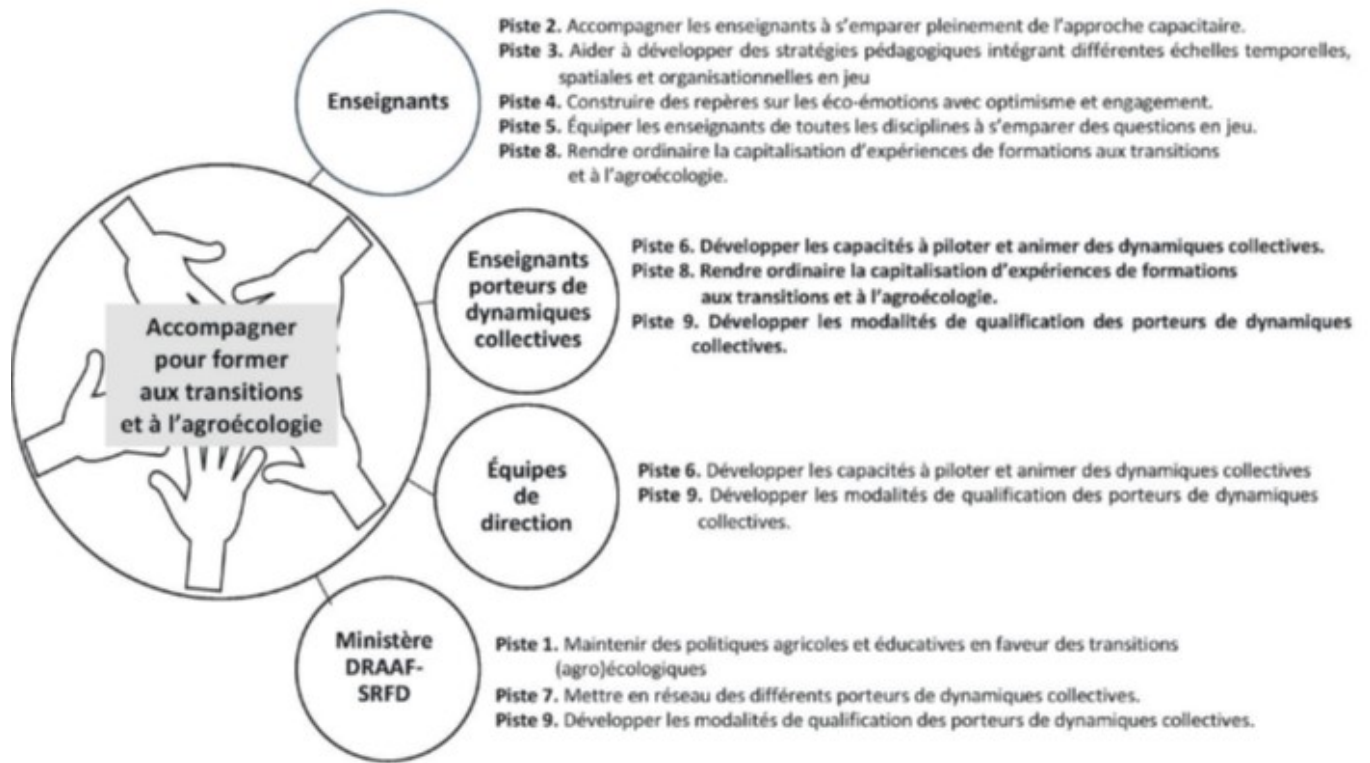 Accompagner
pour former
aux transitions
et à l'agroécologie
Enseignants
Piste 2. Accompagner les enseignants à s'emparer pleinement de l'approche capacitaire.
Piste 3. Aider à développer des stratégies pédagogiques intégrant différentes échelles temporelles,
spatiales et organisationnelles en jeu
Piste 4. Construire des repères sur les éco-émotions avec optimisme et engagement.
Piste 5. Équiper les enseignants de toutes les disciplines à s'emparer des questions en jeu.
Piste 8. Rendre ordinaire la capitalisation d'expériences de formations aux transitions
et à l'agroécologie.
Enseignants
porteurs de
dynamiques
collectives
Piste 6. Développer les capacités à piloter et animer des dynamiques collectives.
Piste 8. Rendre ordinaire la capitalisation d'expériences de formations
aux transitions et à l'agroécologie.
Piste 9. Développer les modalités de qualification des porteurs de dynamiques
collectives.
Équipes
de
direction
Piste 6. Développer les capacités à piloter et animer des dynamiques collectives
Piste 9. Développer les modalités de qualification des porteurs de dynamiques
collectives.
Ministère
DRAAF-
SRFD
Piste 1. Maintenir des politiques agricoles et éducatives en faveur des transitions
(agro)écologiques
Piste 7. Mettre en réseau des différents porteurs de dynamiques collectives.
Piste 9. Développer les modalités de qualification des porteurs de dynamiques collectives.